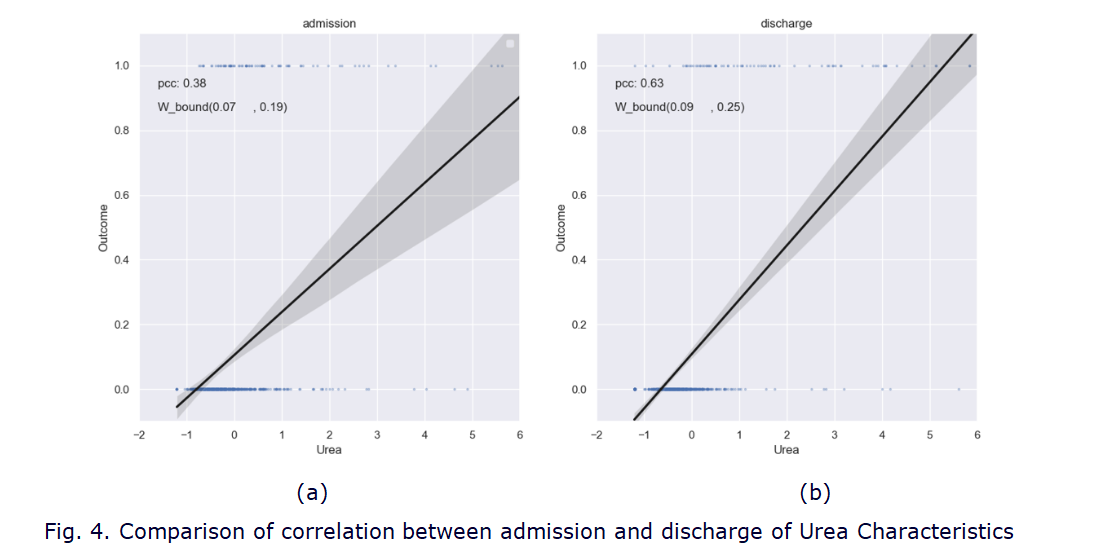 admission
1.0
0.8
0.6
0.4
0.2
0.0
Outcome
pcc: 0.38
W_bound(0.07 , 0.19)
−2 −1 0 1 2 3 4 5 6
Urea
(a)
discharge
1.0
0.8
0.6
0.4
0.2
0.0
Outcome
pcc: 0.63
W_bound(0.09 , 0.25)
−2 −1 0 1 2 3 4 5 6
Urea
(b)
Fig. 4. Comparison of correlation between admission and discharge of Urea Characteristics